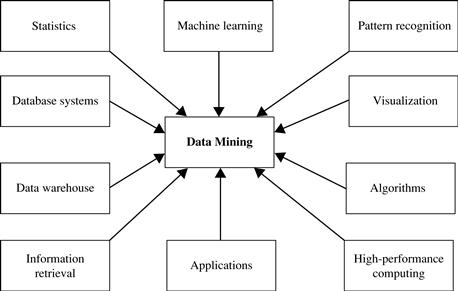 Statistics
Machine learning
Pattern recognition
Database systems
Visualization
Data Mining
Data warehouse
Algorithms
Information
retrieval
Applications
High-performance
computing